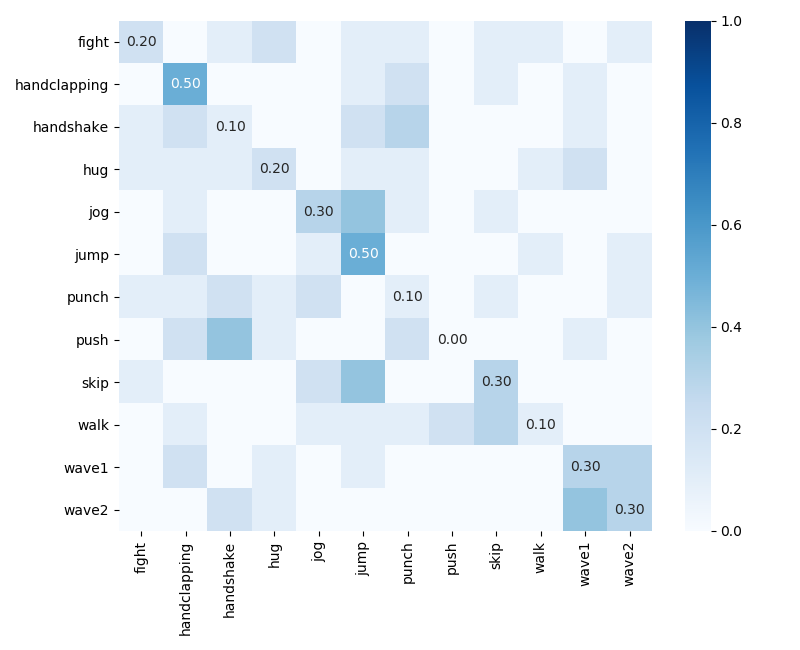 1.0
fight 0.20
handclapping 0.50
0.8
handshake 0.10
hug 0.20
0.6
jog 0.30
jump 0.50
punch 0.10
0.4
push 0.00
skip 0.30
0.2
walk 0.10
wave1 0.30
wave2 0.30
0.0
fight handclapping handshake hug jog jump punch push skip walk wave1 wave2